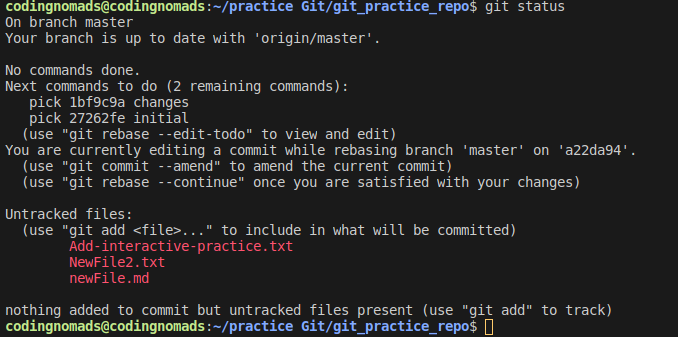 codingnomads@codingnomads:~/practice Git/git_practice_repo$ git status
On branch master
Your branch is up to date with 'origin/master'.

No commands done.
Next commands to do (2 remaining commands):
   pick 1bf9c9a changes
   pick 27262fe initial
  (use "git rebase --edit-todo" to view and edit)
You are currently editing a commit while rebasing branch 'master' on 'a22da94'.
  (use "git commit --amend" to amend the current commit)
  (use "git rebase --continue" once you are satisfied with your changes)

Untracked files:
  (use "git add <file>..." to include in what will be committed)
        Add-interactive-practice.txt
        NewFile2.txt
        newFile.md

nothing added to commit but untracked files present (use "git add" to track)
codingnomads@codingnomads:~/practice Git/git_practice_repo$